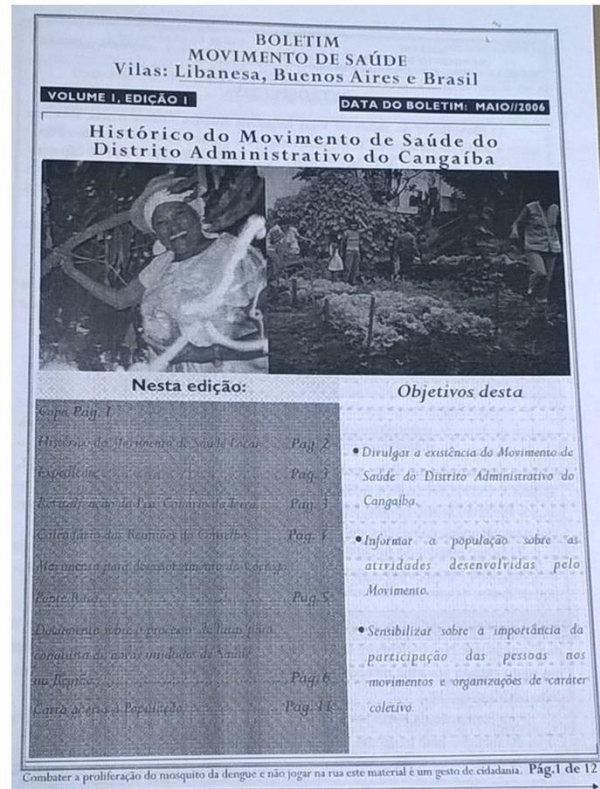 BOLETIM
MOVIMENTO DE SAÚDE
Vilas: Libanesa, Buenos Aires e Brasil
VOLUME I, EDIÇÃO I
DATA DO BOLETIM: MAIO//2006
Histórico do Movimento de Saúde do
Distrito Administrativo do Cangaíba
Nesta edição:
Capa Pag. 1
Histórico do Movimento de Saúde Local Pag. 2
Expediente Pag. 3
Pag. 3
Calendário das Reuniões do Conselho Pag. 4
Pag. 5
Documento sobre o processo de lutas para
conquista de novas unidades de Saúde
na Região Pág. 6
Carta aberta à População Pag. 11
Objetivos desta
• Divulgar a existência do Movimento de
Saúde do Distrito Administrativo do
Cangaíba.
• Informar a população sobre as
atividades desenvolvidas pelo
Movimento.
• Sensibilizar sobre a importância da
participação das pessoas nos
movimentos e organizações de caráter
coletivo.
Combater a proliferação do mosquito da dengue e não jogar na rua este material é um gesto de cidadania. Pág.1 de 12